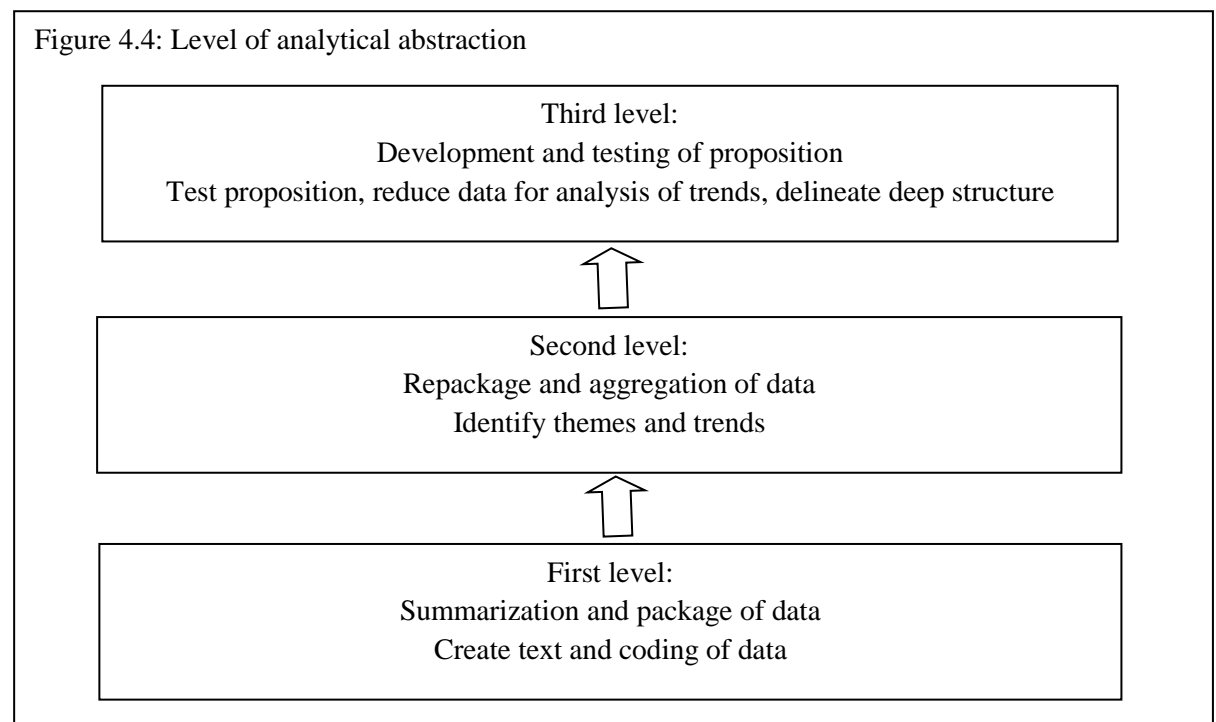 Figure 4.4: Level of analytical abstraction
Third level:
Development and testing of proposition
Test proposition, reduce data for analysis of trends, delineate deep structure
Second level:
Repackage and aggregation of data
Identify themes and trends
First level:
Summarization and package of data
Create text and coding of data